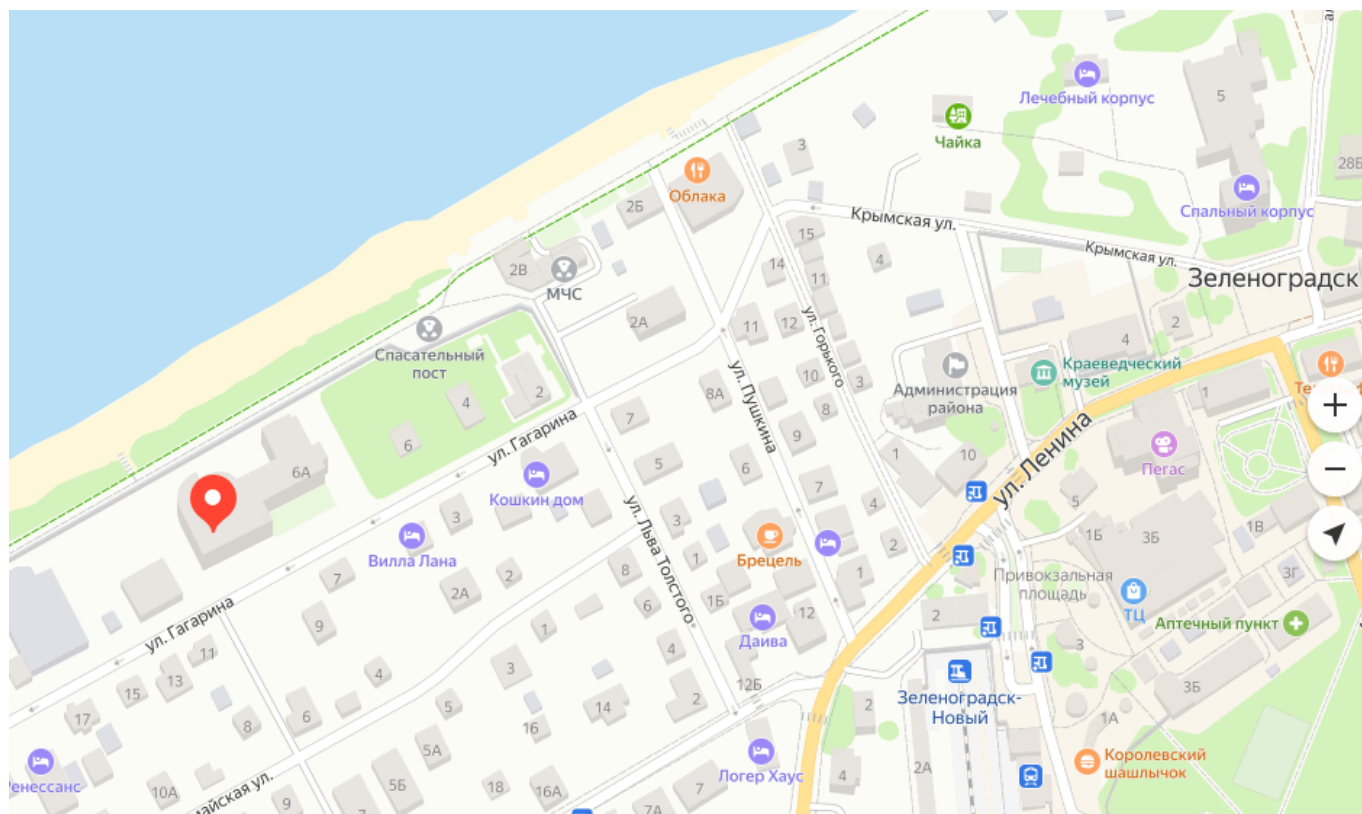 Лечебный корпус
5
Чайка
3
28Б
Облака
2Б
Спальный корпус
Крымская ул.
15
Крымская ул.
4
14
11
2В
МЧС
Зеленоградск
2А
11
12
ул. Горького
2
4
Спасательный
пост
Краеведческий
музей
Администрация
района
ул. Пушкина
10
3
8А
1
2
4
6
7
8
9
ул. Гагарина
ул. Ленина
Пегас
1
10
6А
5
6
7
Кошкин дом
5
4
3
3
ул. Льва Толстого
Брецель
2
1Б
3Б
1В
Вилла Лана
7
2
8
1
1
Привокзальная
площадь
3Г
2А
6
1Б
12
ТЦ
9
ул. Гагарина
1
2
Аптечный пункт
Даива
11
4
3
3
4
15
13
12Б
Зеленоградск-
Новый
3Б
17
8
6
5
14
2
2
1А
16
5А
Логер Хаус
Королевский
шашлычок
10А
Майская ул.
9
5Б
18
16А
7
7А
4
2А